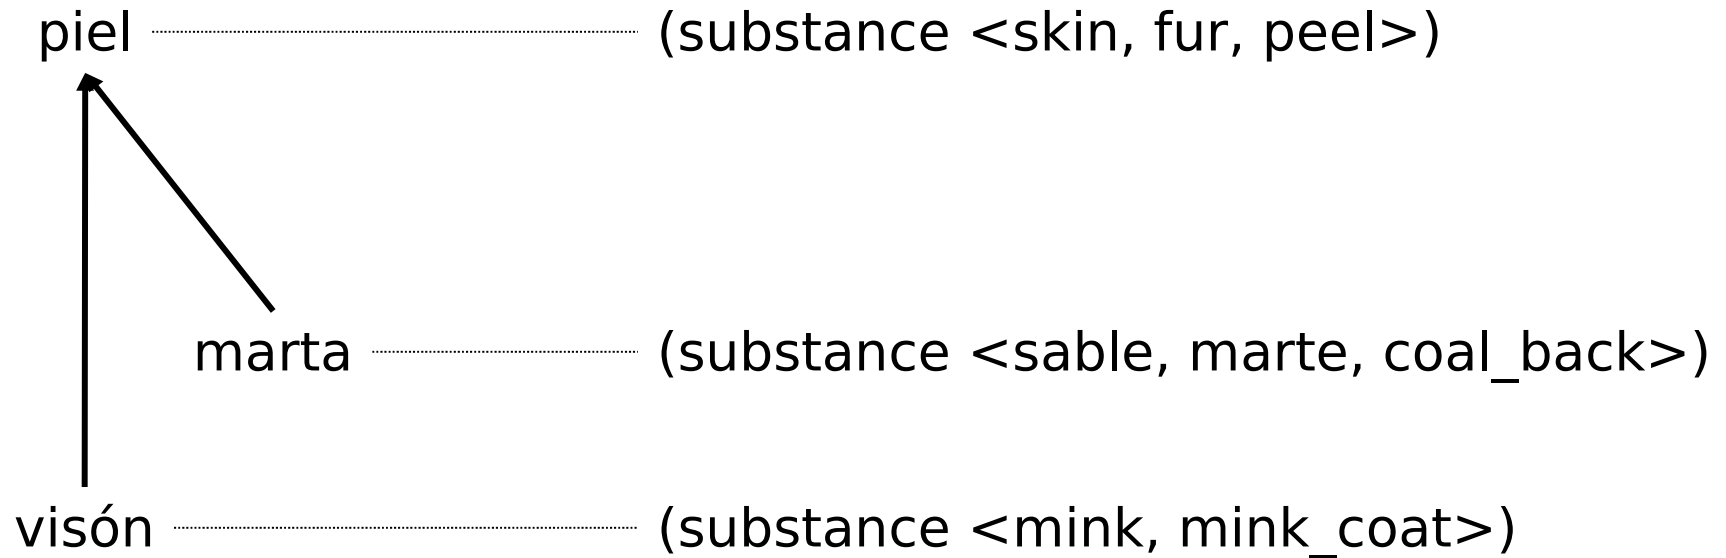 piel (substance <skin, fur, peel>)
marta (substance <sable, marte, coal_back>)
visón (substance <mink, mink_coat>)